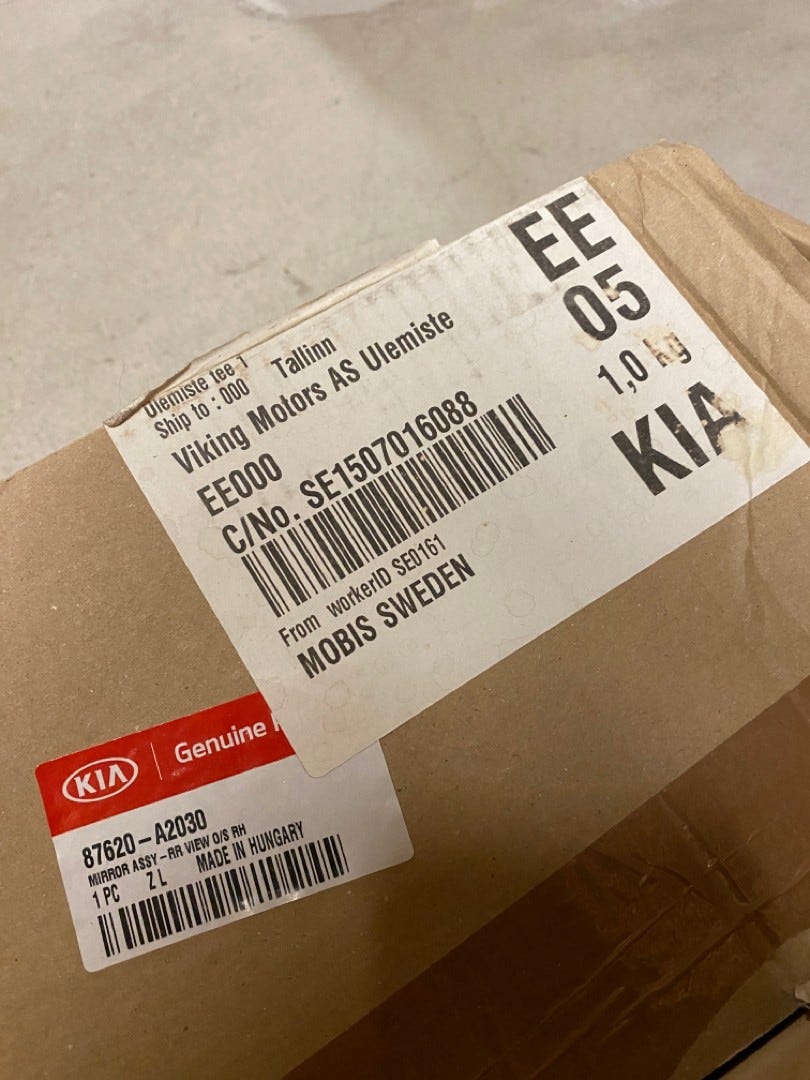 EE
05
1,0 kg
KIA
Ulemiste tee 1
Ship to : 000 Tallinn
Viking Motors AS Ulemiste
EE000
C/No. SE1507016088
From workerID SE0161
MOBIS SWEDEN
KIA Genuine
87620-A2030
MIRROR ASSY-RR VIEW O/S RH
1 PC ZL MADE IN HUNGARY